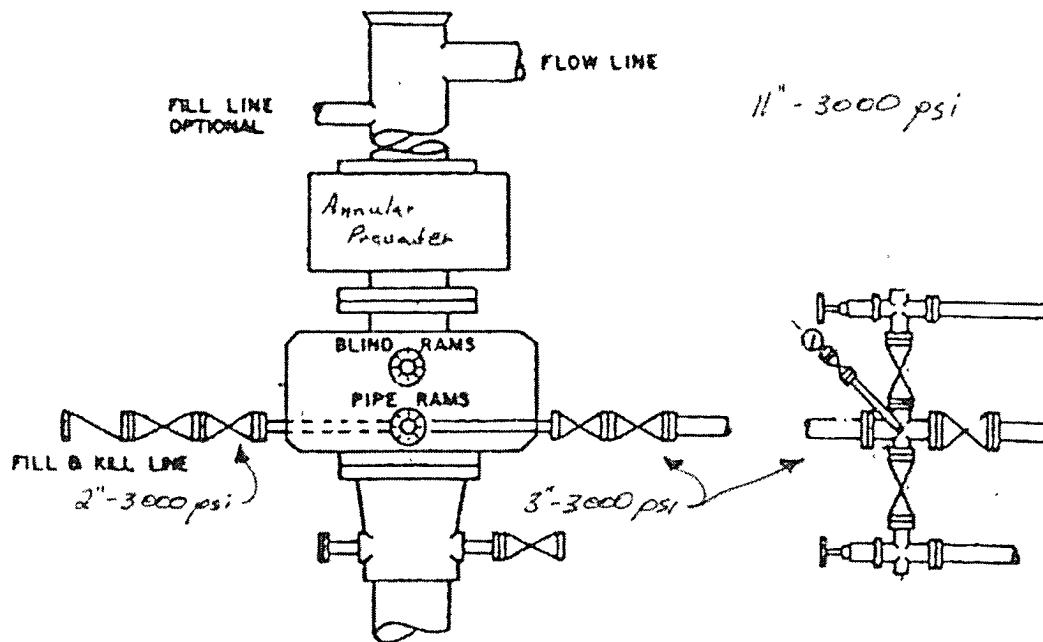 FLOW LINE
FILL LINE
OPTIONAL
11" - 3000 psi
Annular
Preventer
BLIND RAMS
PIPE RAMS
FILL & KILL LINE
2" - 3000 psi
3" - 3000 psi